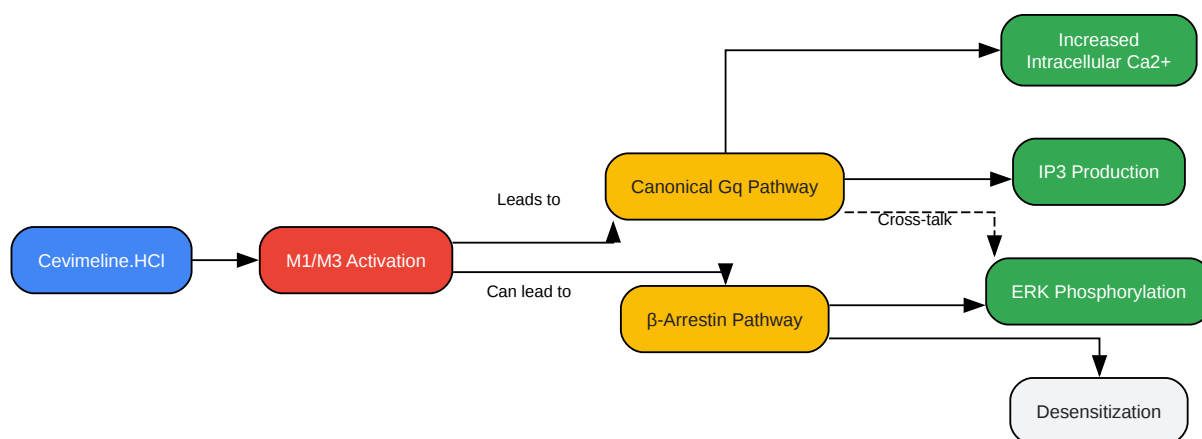 Increased
Intracellular Ca2+
Canonical Gq Pathway
IP3 Production
Leads to
Cross-talk
Cevimeline.HCl
M1/M3 Activation
Can lead to
β-Arrestin Pathway
ERK Phosphorylation
Desensitization